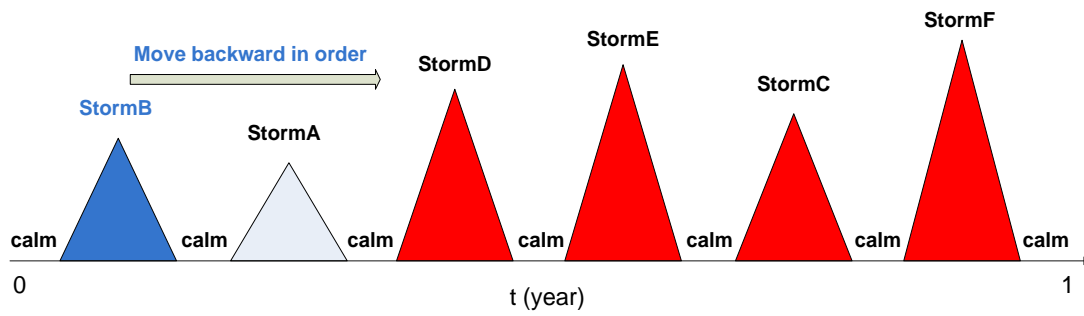 StormF
StormE
Move backward in order
StormD
StormC
StormB
StormA
calm calm calm calm calm calm calm
0 1
t (year)